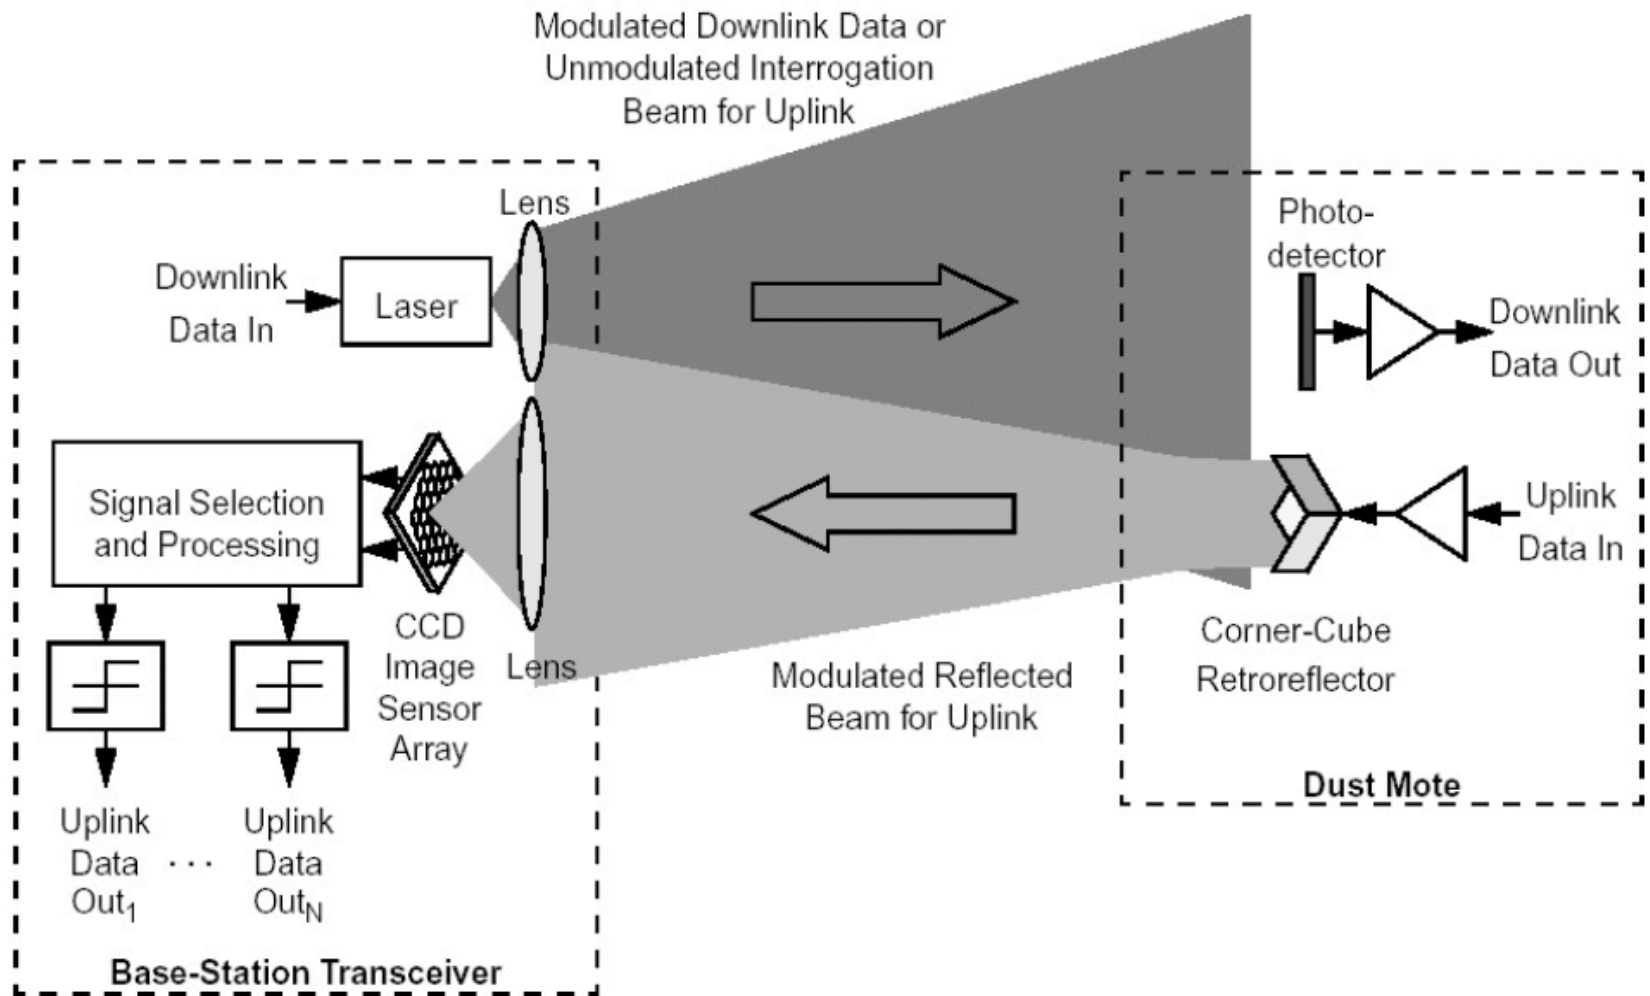 Modulated Downlink Data or
Unmodulated Interrogation
Beam for Uplink
Lens
Downlink
Data In
Laser
Photo-
detector
Downlink
Data Out
Signal Selection
and Processing
CCD
Image
Sensor
Array
Lens
Uplink
Data In
Corner-Cube
Retroreflector
Modulated Reflected
Beam for Uplink
Uplink
Data
Out1
...
Uplink
Data
OutN
Dust Mote
Base-Station Transceiver